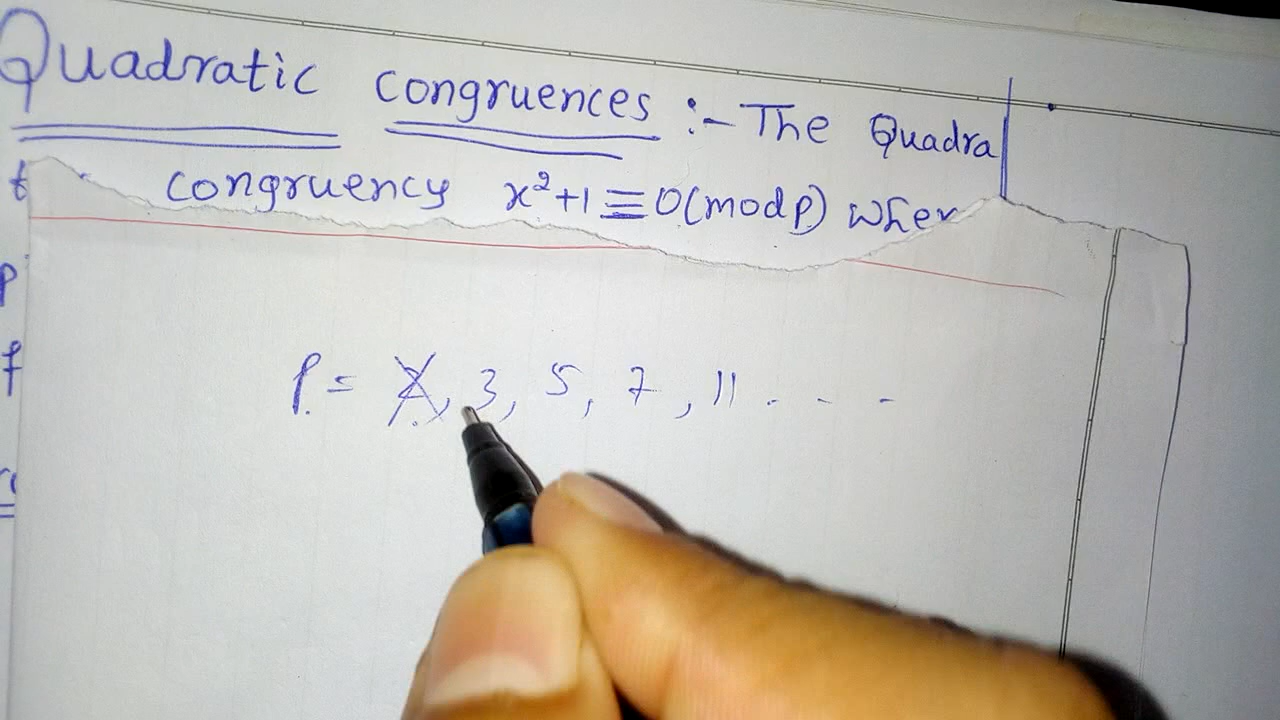 Quadratic congruences :- The Quadra
t congruency x²+1≡0(mod p) wher
p
f
p = 2, 3, 5, 7, 11 . - -